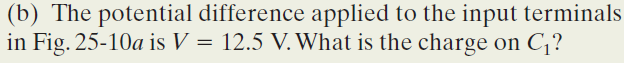 (b) The potential difference applied to the input terminals
in Fig. 25-10a is V = 12.5 V. What is the charge on C₁?